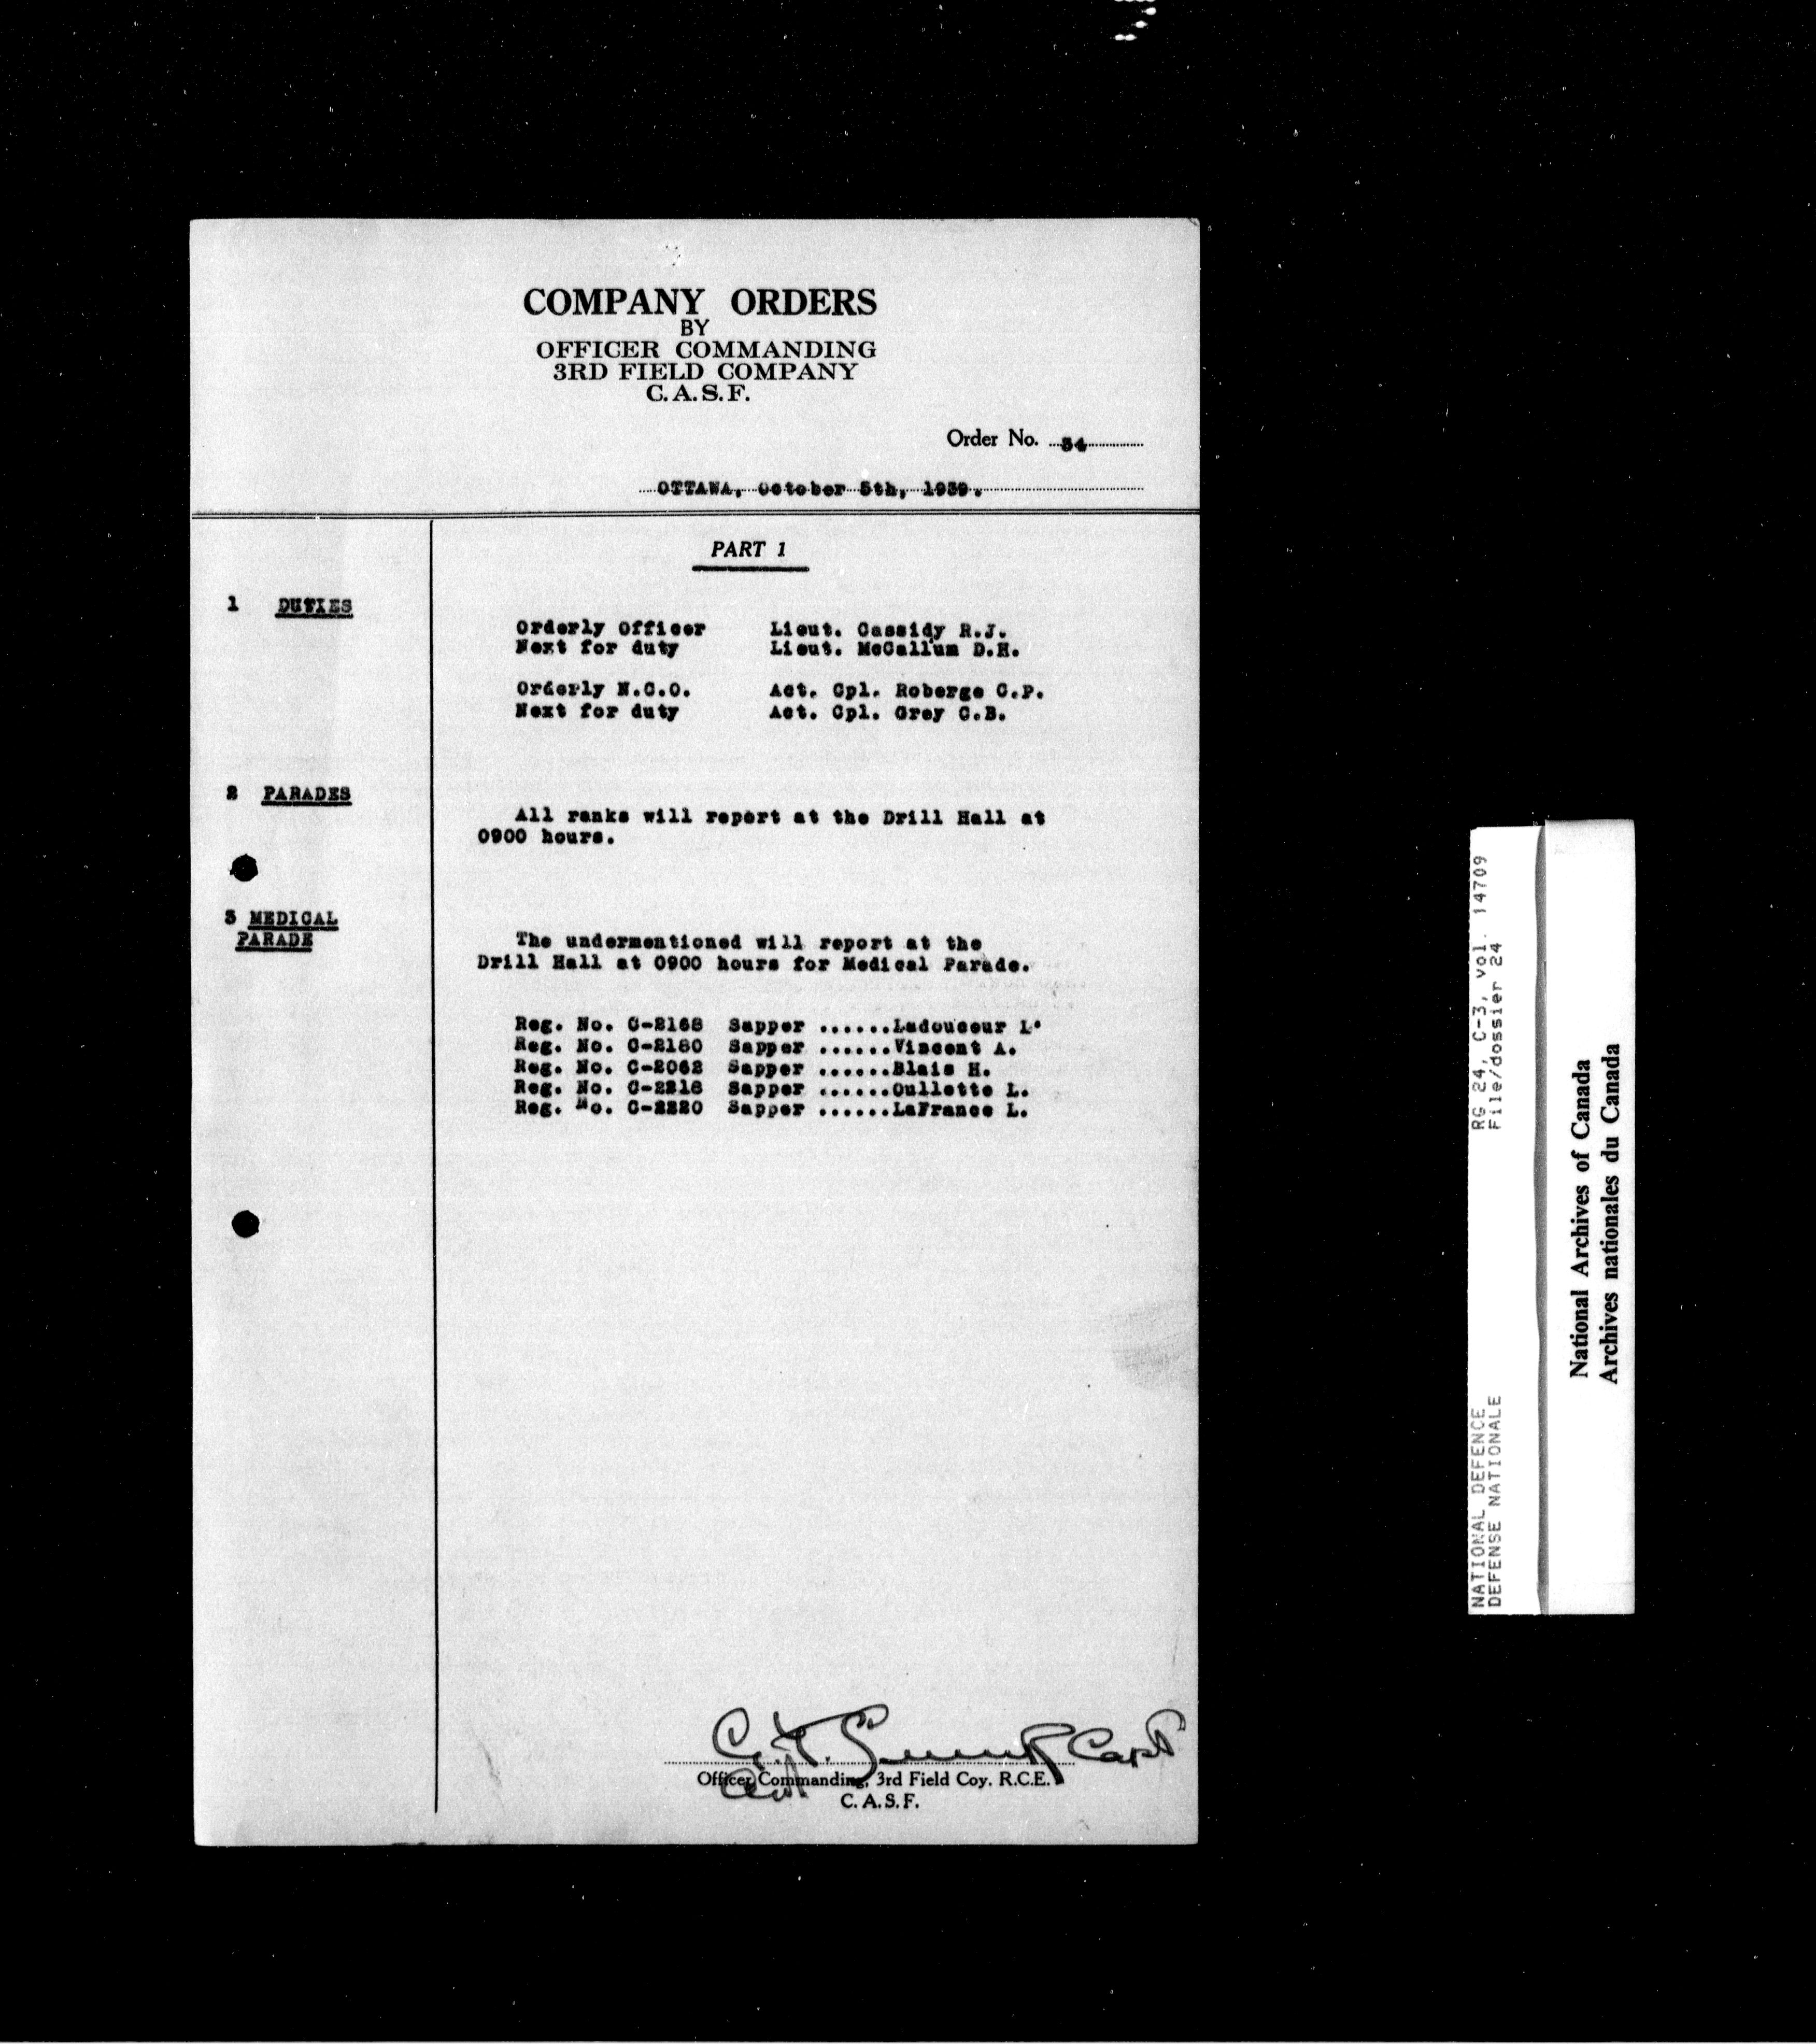 COMPANY ORDERS
BY
OFFICER COMMANDING
3RD FIELD COMPANY
C.A.S.F.
Order No. 34
OTTAWA, October 5th, 1939.
PART 1
1 DUTIES
Orderly Officer Lieut. Cassidy R.J.
Next for duty Lieut. McCallum D.H.
Orderly N.C.O. Act. Cpl. Roberge C.P.
Next for duty Act. Cpl. Grey C.B.
2 PARADES
All ranks will report at the Drill Hall at
0900 hours.
3 MEDICAL
PARADE
The undermentioned will report at the
Drill Hall at 0900 hours for Medical Parade.
Reg. No. C-2168 Sapper ......Ladouceur L.
Reg. No. C-2180 Sapper ......Vincent A.
Reg. No. C-2062 Sapper ......Blais H.
Reg. No. C-2218 Sapper ......Oullette L.
Reg. No. C-2220 Sapper ......LaFrance L.
Capt
Officer Commanding, 3rd Field Coy. R.C.E.
C.A.S.F.
NATIONAL DEFENCE RG 24, C-3, vol. 14709
DEFENSE NATIONALE File/dossier 24
National Archives of Canada
Archives nationales du Canada